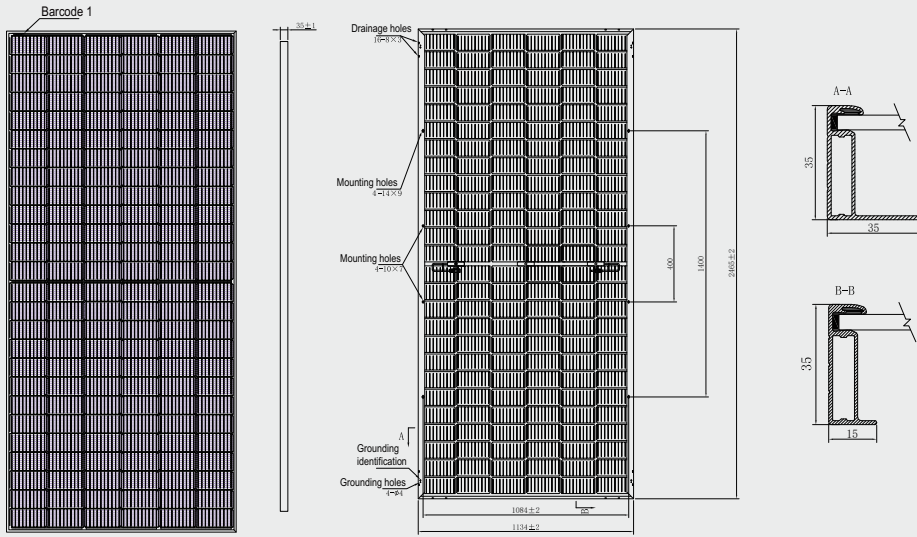 Barcode 1
35±1
Drainage holes
16-8×3
Mounting holes
4-14×9
Mounting holes
4-10×7
400
1400
2465±2
A
Grounding
identification
Grounding holes
4-ø4
1084±2
B
1134±2
A-A
35
35
B-B
35
15